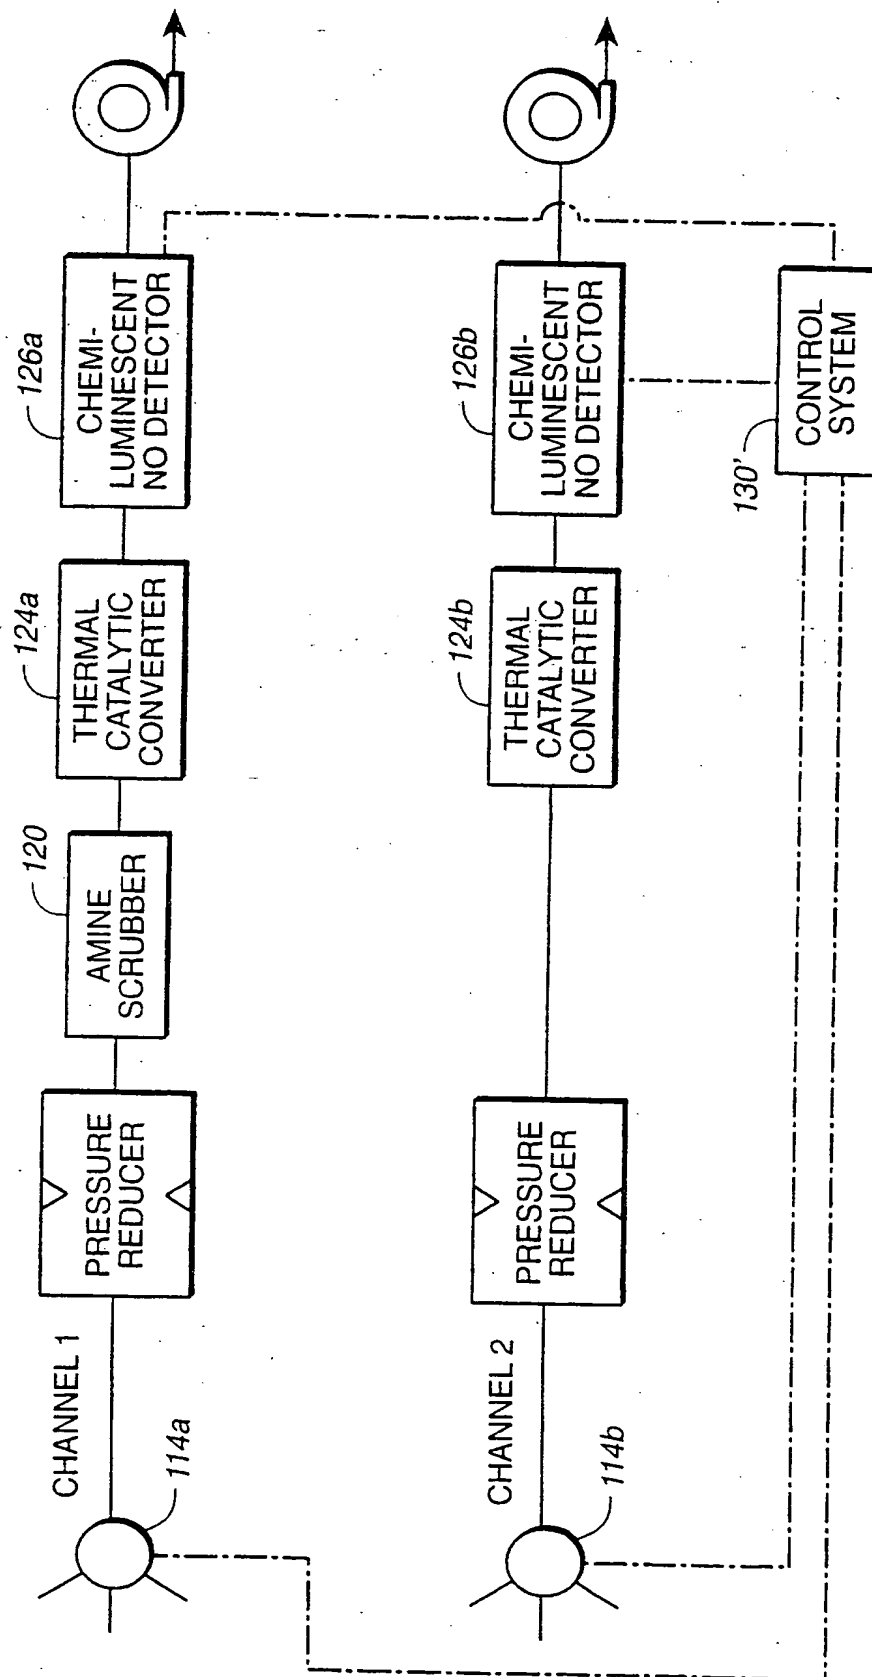 CHANNEL 1
114a
PRESSURE
REDUCER
AMINE
SCRUBBER
120
THERMAL
CATALYTIC
CONVERTER
124a
CHEMI-
LUMINESCENT
NO DETECTOR
126a
CHANNEL 2
114b
PRESSURE
REDUCER
THERMAL
CATALYTIC
CONVERTER
124b
CHEMI-
LUMINESCENT
NO DETECTOR
126b
CONTROL
SYSTEM
130'